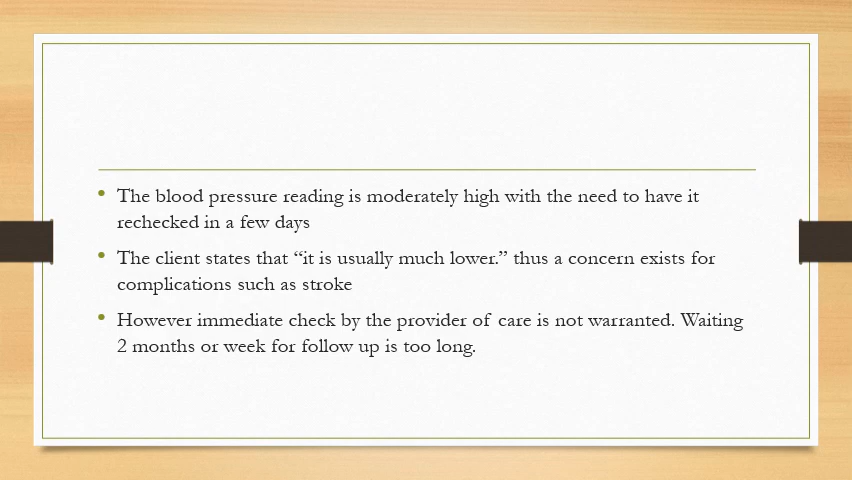 • The blood pressure reading is moderately high with the need to have it
rechecked in a few days
• The client states that “it is usually much lower.” thus a concern exists for
complications such as stroke
• However immediate check by the provider of care is not warranted. Waiting
2 months or week for follow up is too long.